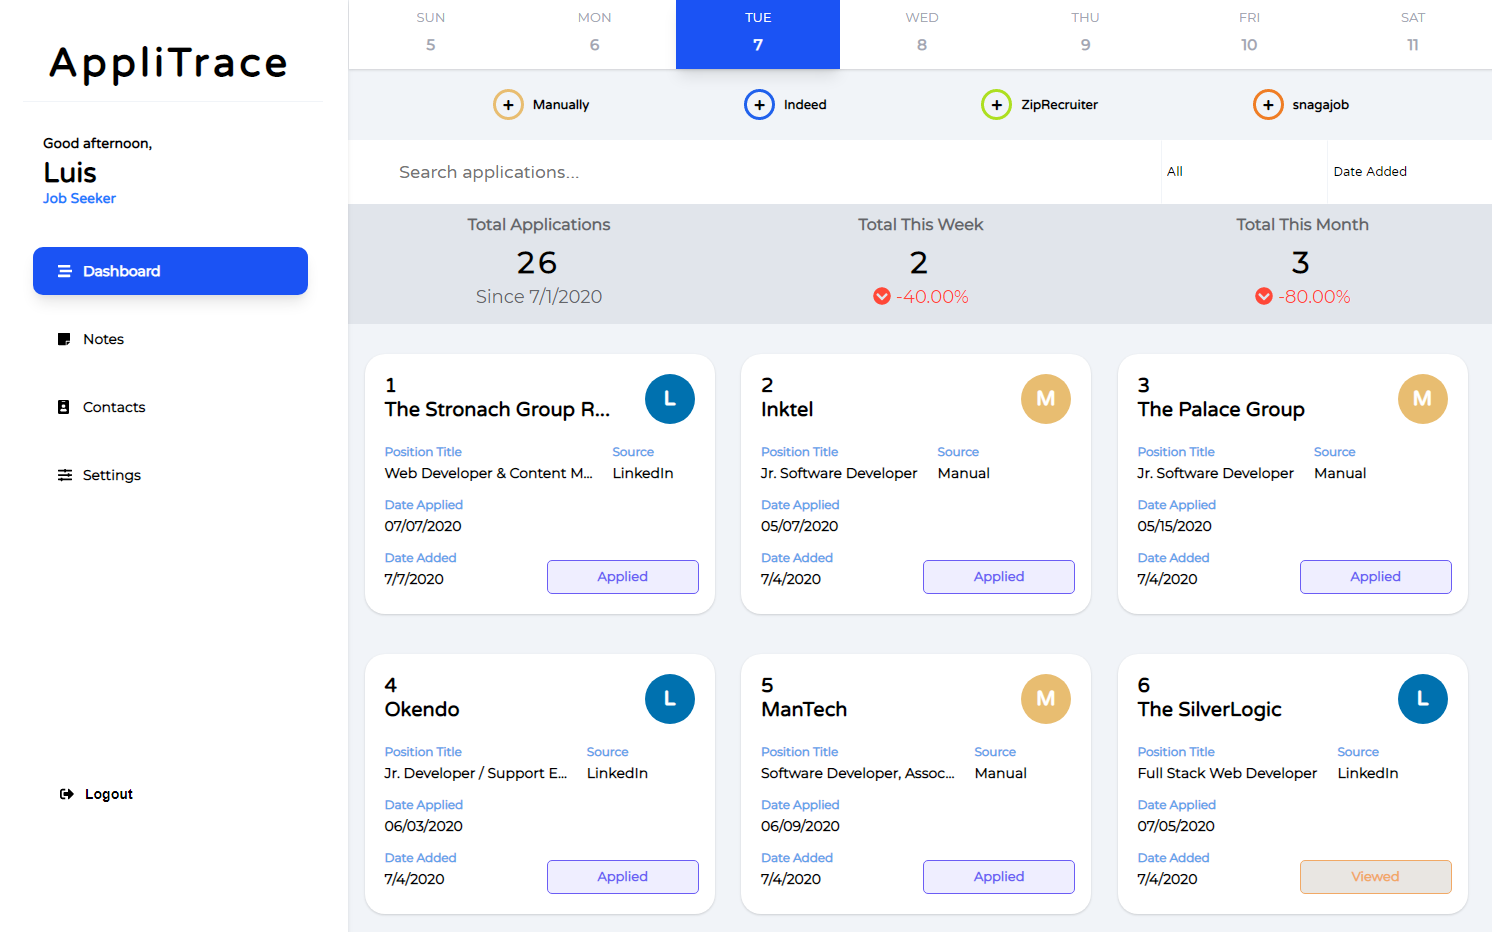 AppliTrace
Good afternoon,
Luis
Job Seeker
Dashboard
Notes
Contacts
Settings
Logout
SUN MON TUE WED THU FRI SAT
5 6 7 8 9 10 11
+ Manually + Indeed + ZipRecruiter + snagajob
Search applications... All Date Added
Total Applications Total This Week Total This Month
26 2 3
Since 7/1/2020 -40.00% -80.00%
1
The Stronach Group R...
L
Position Title Source
Web Developer & Content M... LinkedIn
Date Applied
07/07/2020
Date Added
7/7/2020
Applied
2
Inktel
M
Position Title Source
Jr. Software Developer Manual
Date Applied
05/07/2020
Date Added
7/4/2020
Applied
3
The Palace Group
M
Position Title Source
Jr. Software Developer Manual
Date Applied
05/15/2020
Date Added
7/4/2020
Applied
4
Okendo
L
Position Title Source
Jr. Developer / Support E... LinkedIn
Date Applied
06/03/2020
Date Added
7/4/2020
Applied
5
ManTech
M
Position Title Source
Software Developer, Assoc... Manual
Date Applied
06/09/2020
Date Added
7/4/2020
Applied
6
The SilverLogic
L
Position Title Source
Full Stack Web Developer LinkedIn
Date Applied
07/05/2020
Date Added
7/4/2020
Viewed